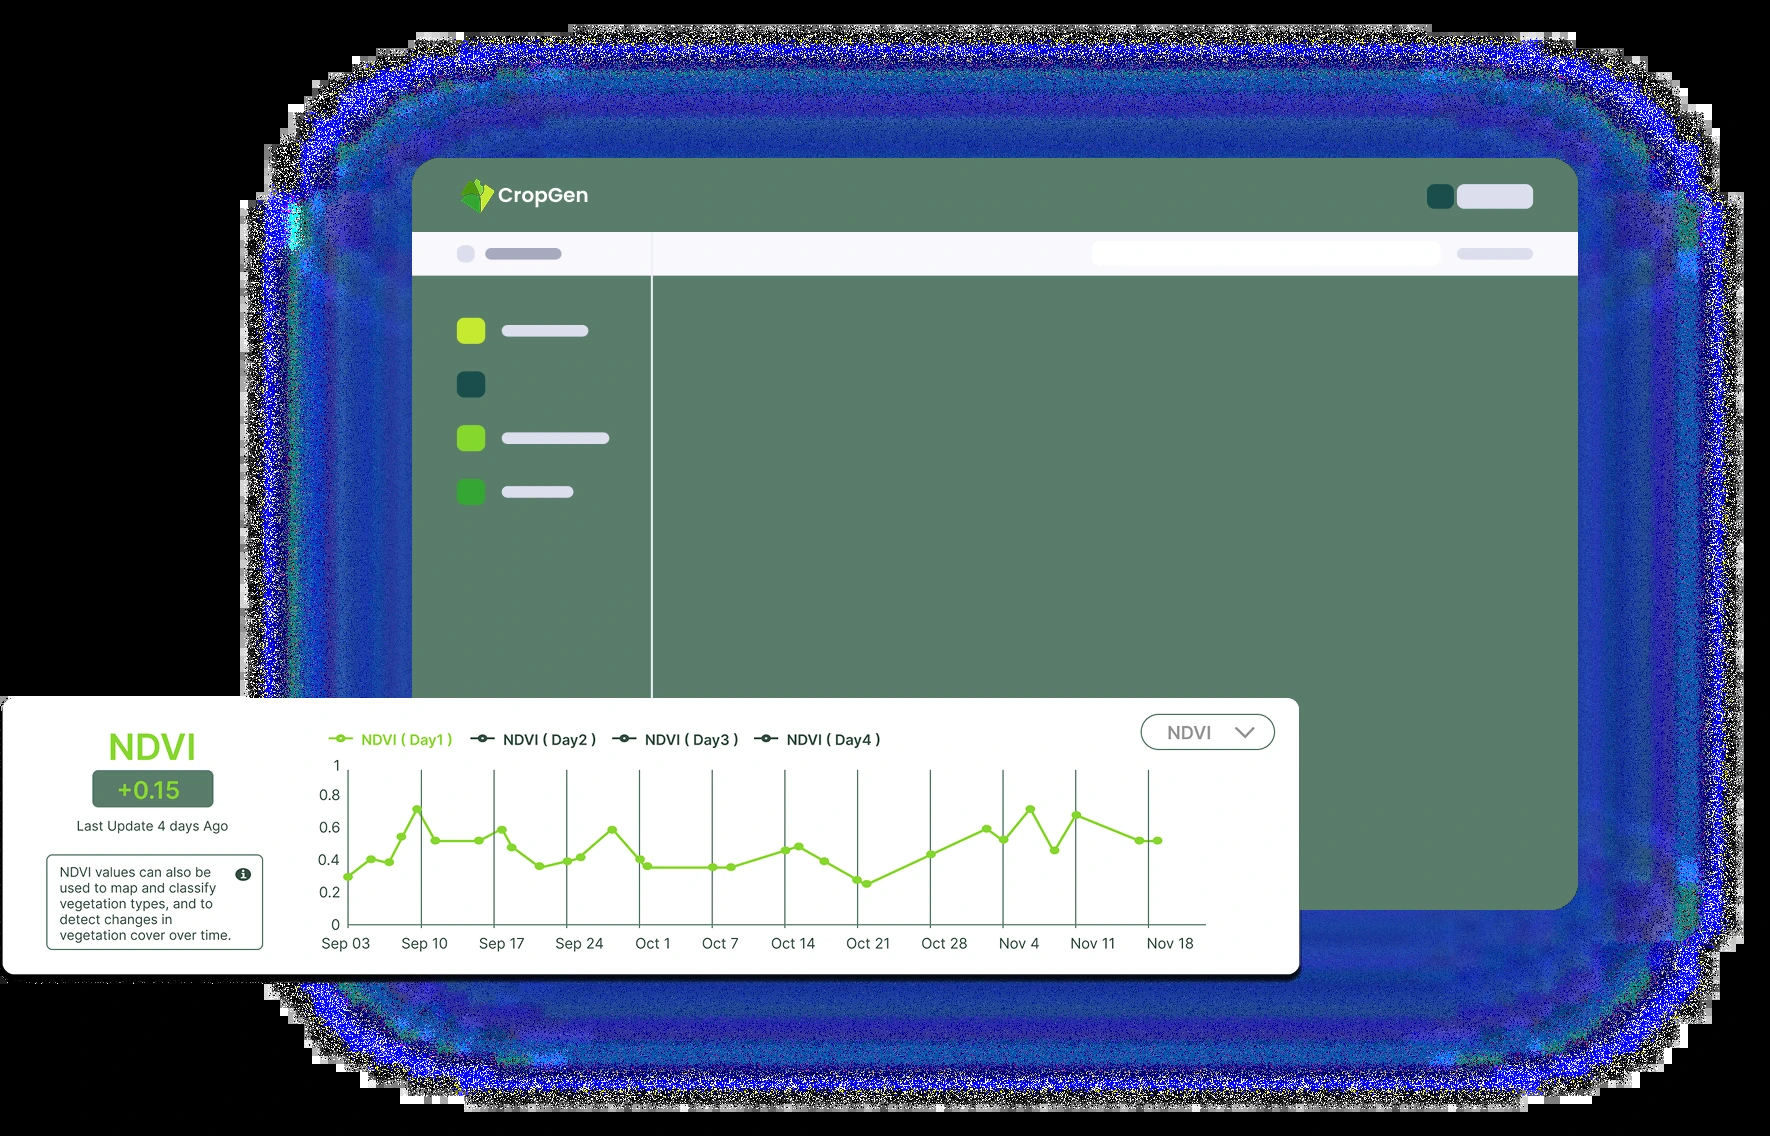 CropGen
NDVI
+0.15
Last Update 4 days Ago
NDVI values can also be
used to map and classify
vegetation types, and to
detect changes in
vegetation cover over time.
NDVI ( Day1 ) NDVI ( Day2 ) NDVI ( Day3 ) NDVI ( Day4 )
NDVI
1
0.8
0.6
0.4
0.2
0
Sep 03 Sep 10 Sep 17 Sep 24 Oct 1 Oct 7 Oct 14 Oct 21 Oct 28 Nov 4 Nov 11 Nov 18